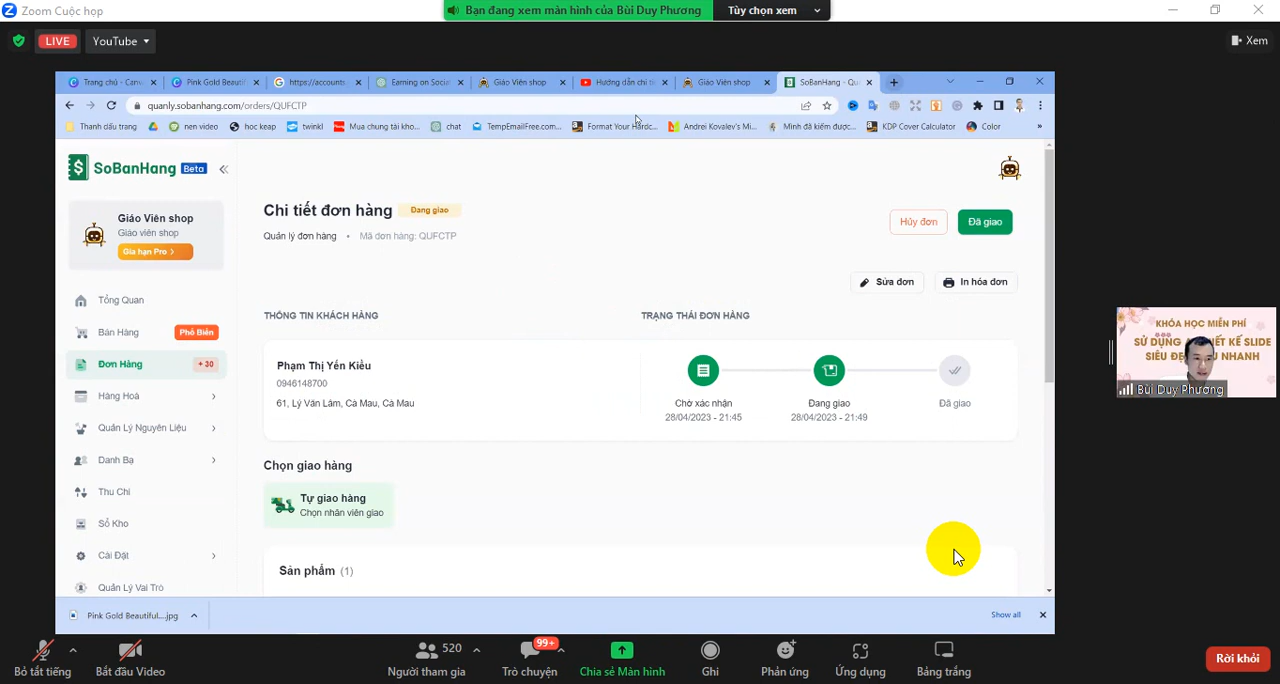 Zoom Cuộc họp
Bạn đang xem màn hình của Bùi Duy Phương
Tùy chọn xem
LIVE
YouTube
Xem
Trang chủ - Canv
Pink Gold Beautif
https://accounts
Earning on Social
Giáo Viên shop
Hướng dẫn chi ti
Giáo Viên shop
SoBanHang - Qu
quanly.sobanhang.com/orders/QUFCTP
Thanh dấu trang
nen video
hoc keap
twinkl
Mua chung tài kho...
chat
TempEmailFree.com...
Format Your Hardc...
Andrei Kovalev's Mi...
Mình đã kiếm được...
KDP Cover Calculator
Color
»
SoBanHang Beta
Giáo Viên shop
Giáo viên shop
Gia hạn Pro >
Tổng Quan
Bán Hàng
Phổ Biến
Đơn Hàng
+ 30
Hàng Hoá
Quản Lý Nguyên Liệu
Danh Bạ
Thu Chi
Sổ Kho
Cài Đặt
Quản Lý Vai Trò
Chi tiết đơn hàng
Đang giao
Quản lý đơn hàng • Mã đơn hàng: QUFCTP
Hủy đơn
Đã giao
Sửa đơn
In hóa đơn
THÔNG TIN KHÁCH HÀNG
Phạm Thị Yến Kiều
0946148700
61, Lý Văn Lâm, Cà Mau, Cà Mau
TRẠNG THÁI ĐƠN HÀNG
Chờ xác nhận
28/04/2023 - 21:45
Đang giao
28/04/2023 - 21:49
Đã giao
Chọn giao hàng
Tự giao hàng
Chọn nhân viên giao
Sản phẩm (1)
Pink Gold Beautiful....jpg
Show all
KHÓA HỌC MIỄN PHÍ
SỬ DỤNG
THIẾT KẾ SLIDE
Bùi Duy Phương
Bỏ tắt tiếng
Bắt đầu Video
520
Người tham gia
99+
Trò chuyện
Chia sẻ Màn hình
Ghi
Phản ứng
Ứng dụng
Bảng trắng
Rời khỏi